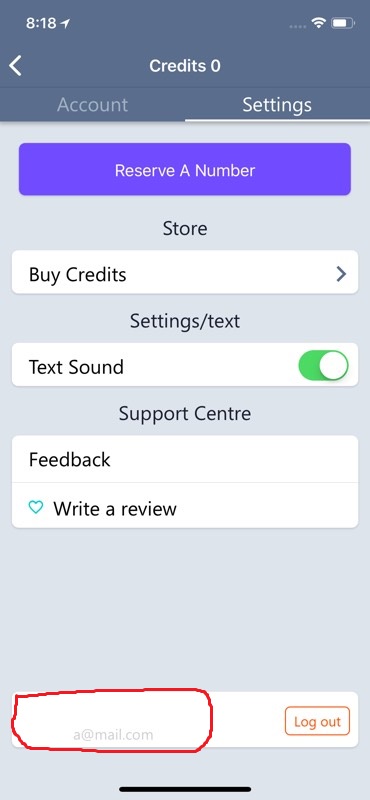 8:18
Credits 0
Account Settings
Reserve A Number
Store
Buy Credits
Settings/text
Text Sound
Support Centre
Feedback
Write a review
a@mail.com
Log out